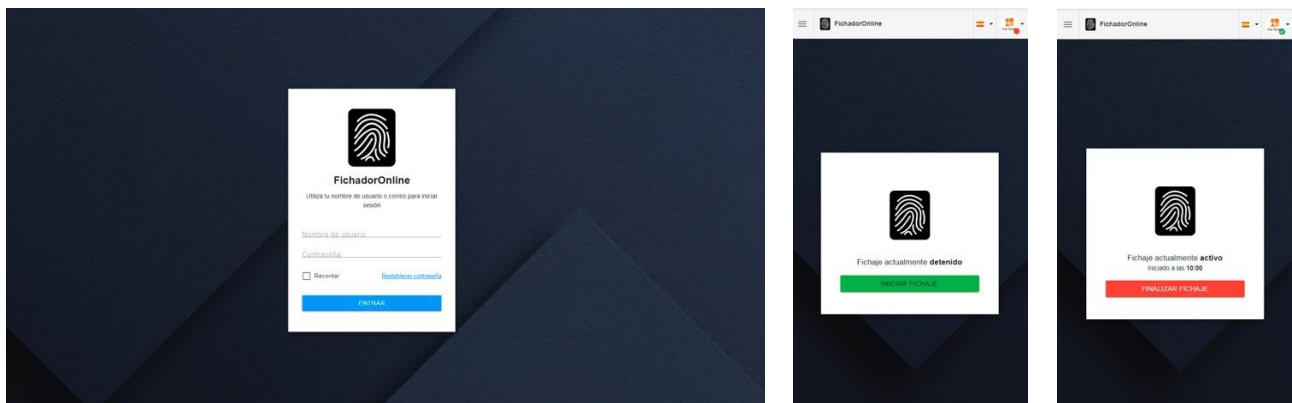 FichadorOnline
Utiliza tu nombre de usuario o correo para iniciar
sesión
Nombre de usuario
Contraseña
Recordar
Restablecer contraseña
ENTRAR
FichadorOnline
Fichaje actualmente detenido
INICIAR FICHAJE
FichadorOnline
Fichaje actualmente activo
Iniciado a las 10:00
FINALIZAR FICHAJE